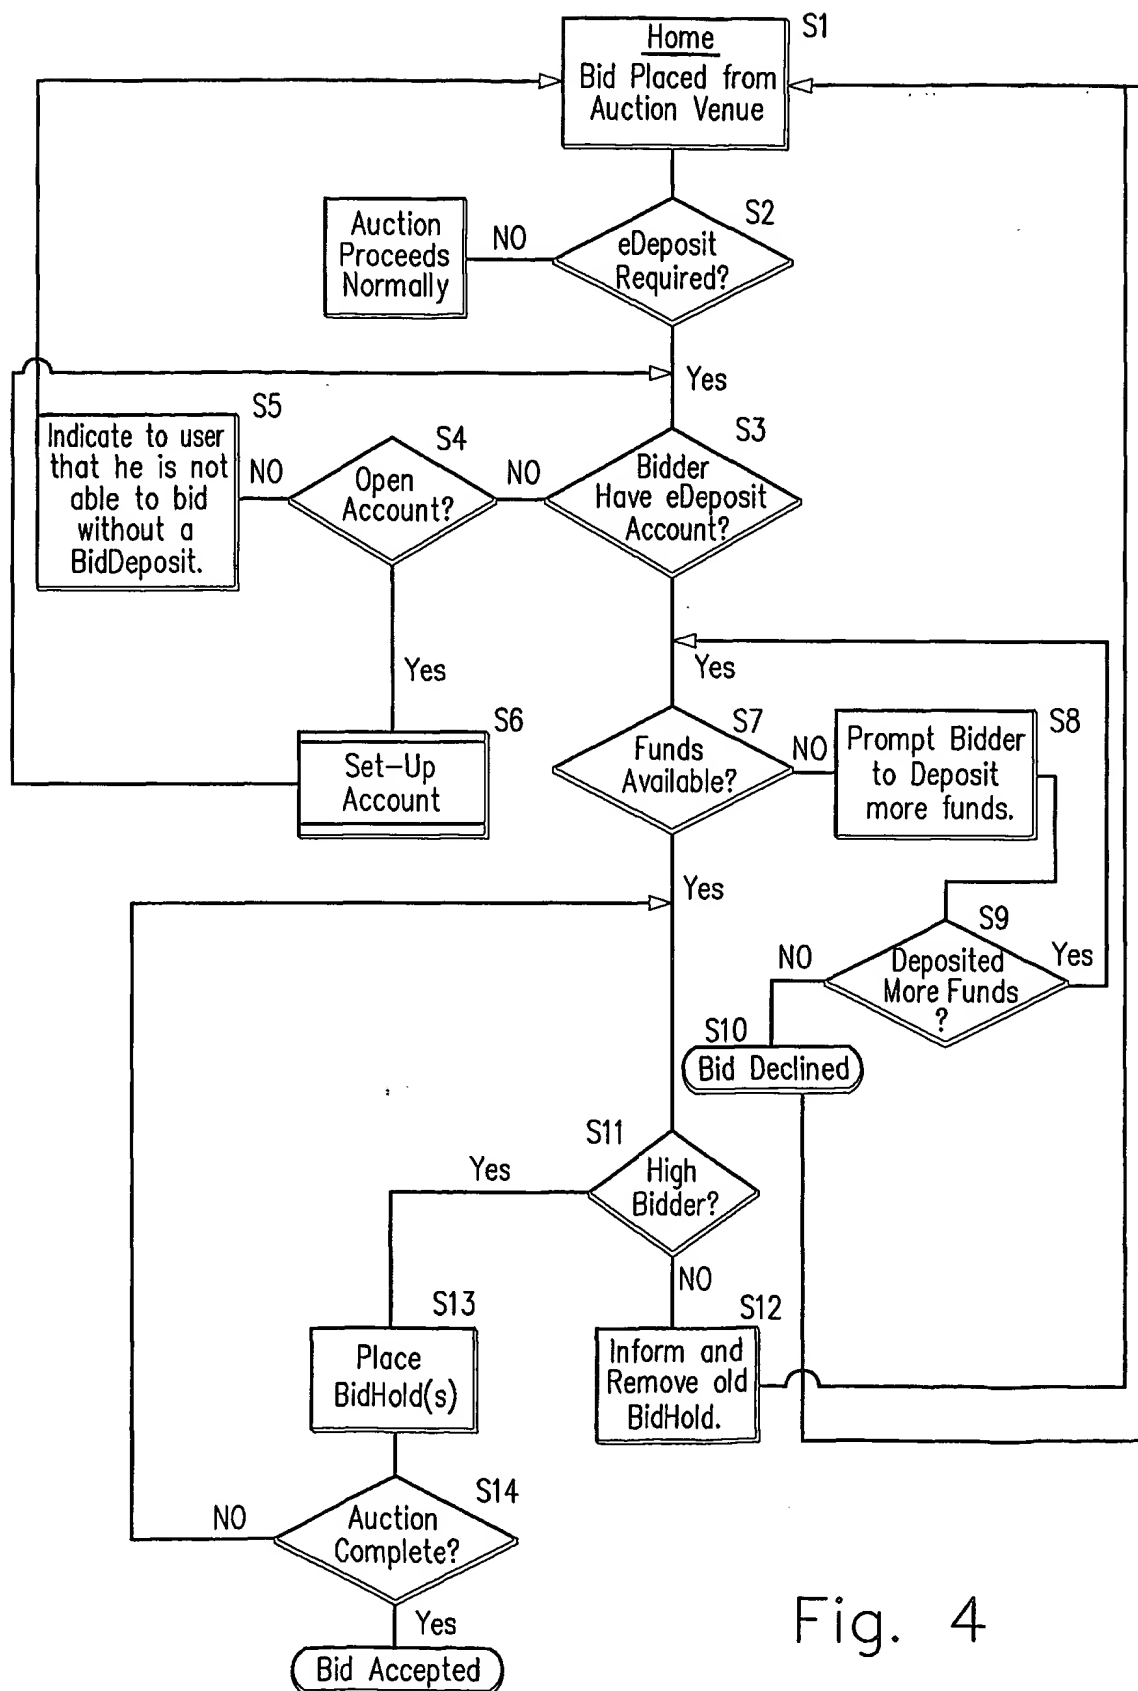 S1
Home
Bid Placed from
Auction Venue
S2
eDeposit
Required?
NO
Auction
Proceeds
Normally
Yes
S3
Bidder
Have eDeposit
Account?
NO
S4
Open
Account?
NO
S5
Indicate to user
that he is not
able to bid
without a
BidDeposit.
Yes
S6
Set-Up
Account
Yes
S7
Funds
Available?
NO
S8
Prompt Bidder
to Deposit
more funds.
Yes
S9
Deposited
More Funds
?
Yes
NO
S10
Bid Declined
S11
High
Bidder?
Yes
NO
S12
Inform and
Remove old
BidHold.
S13
Place
BidHold(s)
S14
Auction
Complete?
NO
Yes
Bid Accepted
Fig. 4